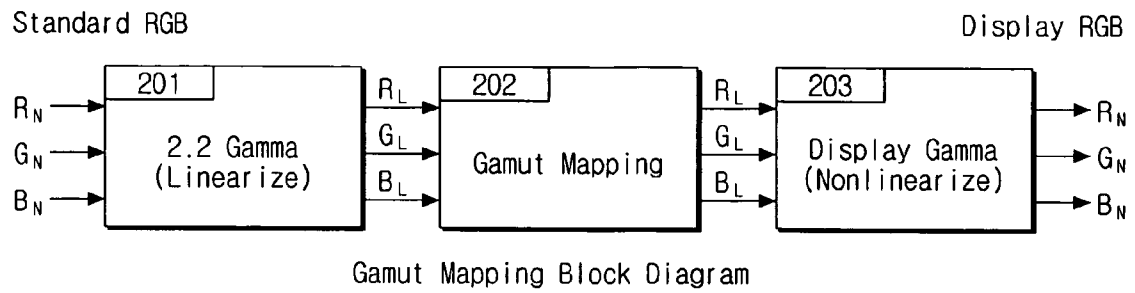 Standard RGB
Display RGB
201
202
203
R_N
G_N
B_N
2.2 Gamma
(Linearize)
R_L
G_L
B_L
Gamut Mapping
R_L
G_L
B_L
Display Gamma
(Nonlinearize)
R_N
G_N
B_N
Gamut Mapping Block Diagram